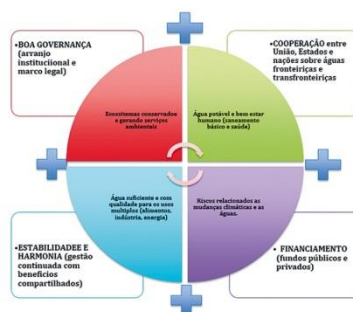 •BOA GOVERNANÇA
(arranjo
institucional e
marco legal)
•COOPERAÇÃO entre
União, Estados e
nações sobre águas
fronteiriças e
transfronteiriças
Ecosistemas conservados
e gerando serviços
ambientais
Água potável e bem estar
humano (saneamento
básico e saúde)
Água suficiente e com
qualidade para os usos
multiplos (alimentos,
indústria, energia)
Riscos relacionados as
mudanças climáticas e as
águas.
•ESTABILIDADEE E
HARMONIA (gestão
continuada com
benefícios
compartilhados)
• FINANCIAMENTO
(fundos públicos e
privados)